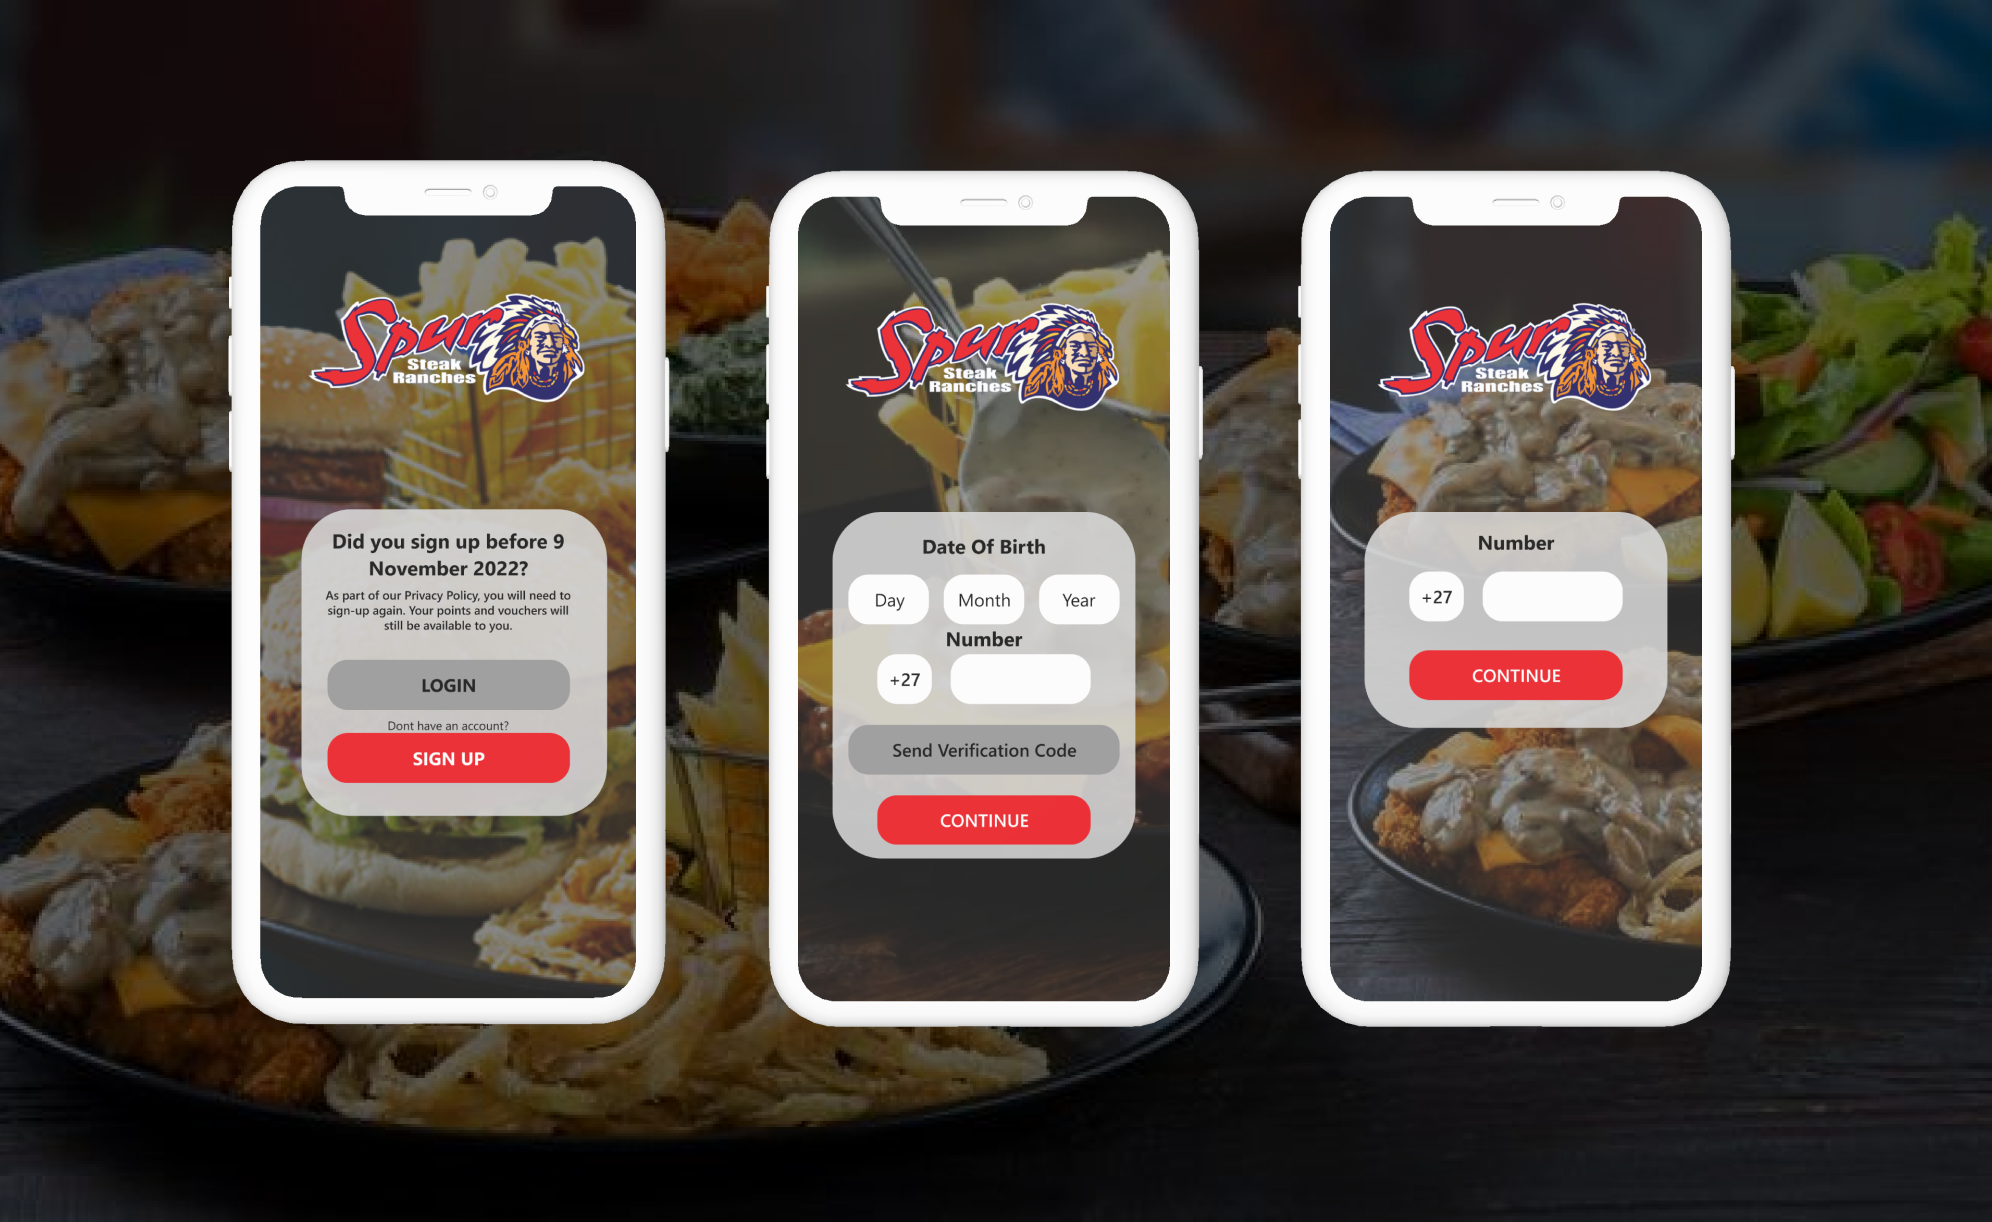 Spur
Steak
Ranches
Did you sign up before 9
November 2022?
As part of our Privacy Policy, you will need to
sign-up again. Your points and vouchers will
still be available to you.
LOGIN
Dont have an account?
SIGN UP
Spur
Steak
Ranches
Date Of Birth
Day Month Year
Number
+27
Send Verification Code
CONTINUE
Spur
Steak
Ranches
Number
+27
CONTINUE